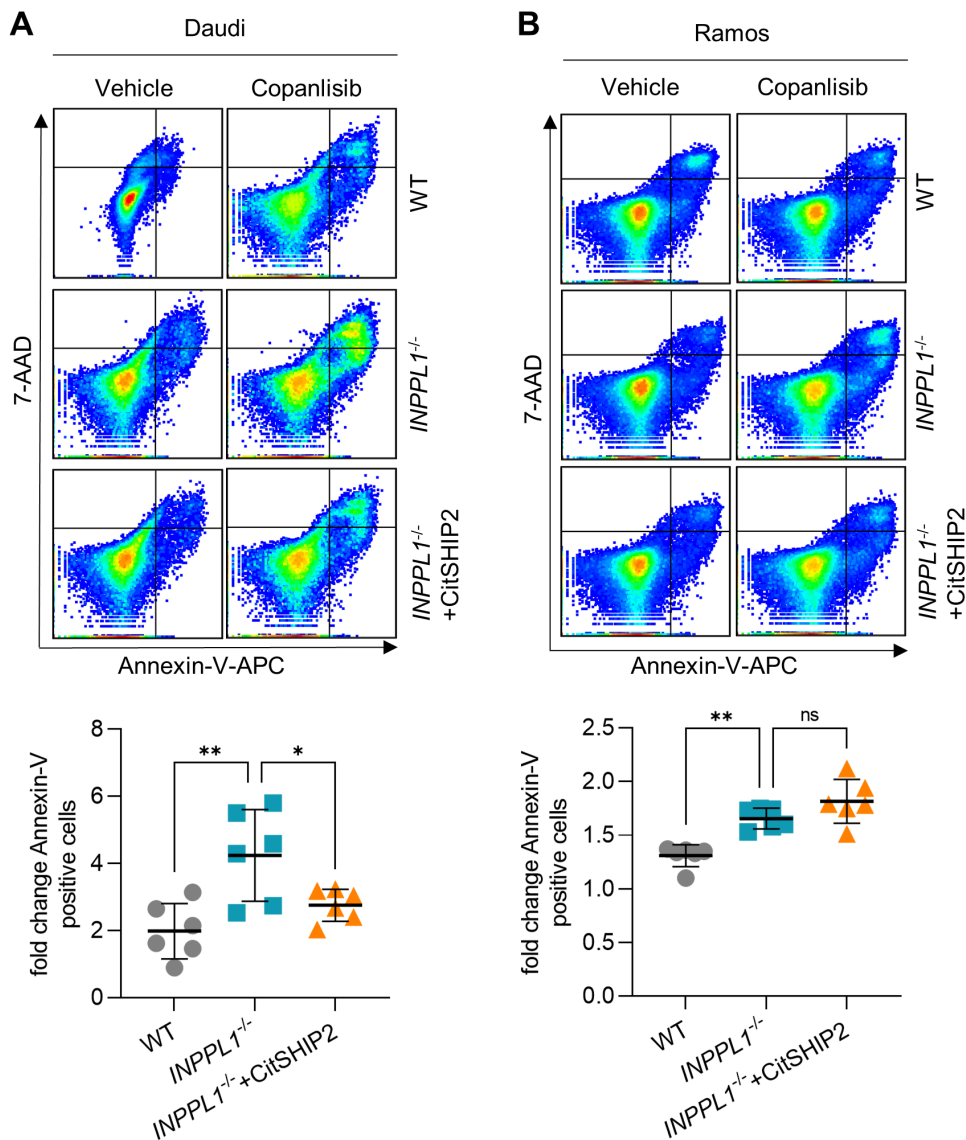 A
Daudi
Vehicle
Copanlisib
WT
INPPL1-/-
INPPL1-/-
+CitSHIP2
7-AAD
Annexin-V-APC
fold change Annexin-V
positive cells
8
6
4
2
0
**
*
WT
INPPL1-/-
INPPL1-/-+CitSHIP2
B
Ramos
Vehicle
Copanlisib
WT
INPPL1-/-
INPPL1-/-
+CitSHIP2
7-AAD
Annexin-V-APC
fold change Annexin-V
positive cells
2.5
2.0
1.5
1.0
0.5
0.0
**
ns
WT
INPPL1-/-
INPPL1-/-+CitSHIP2